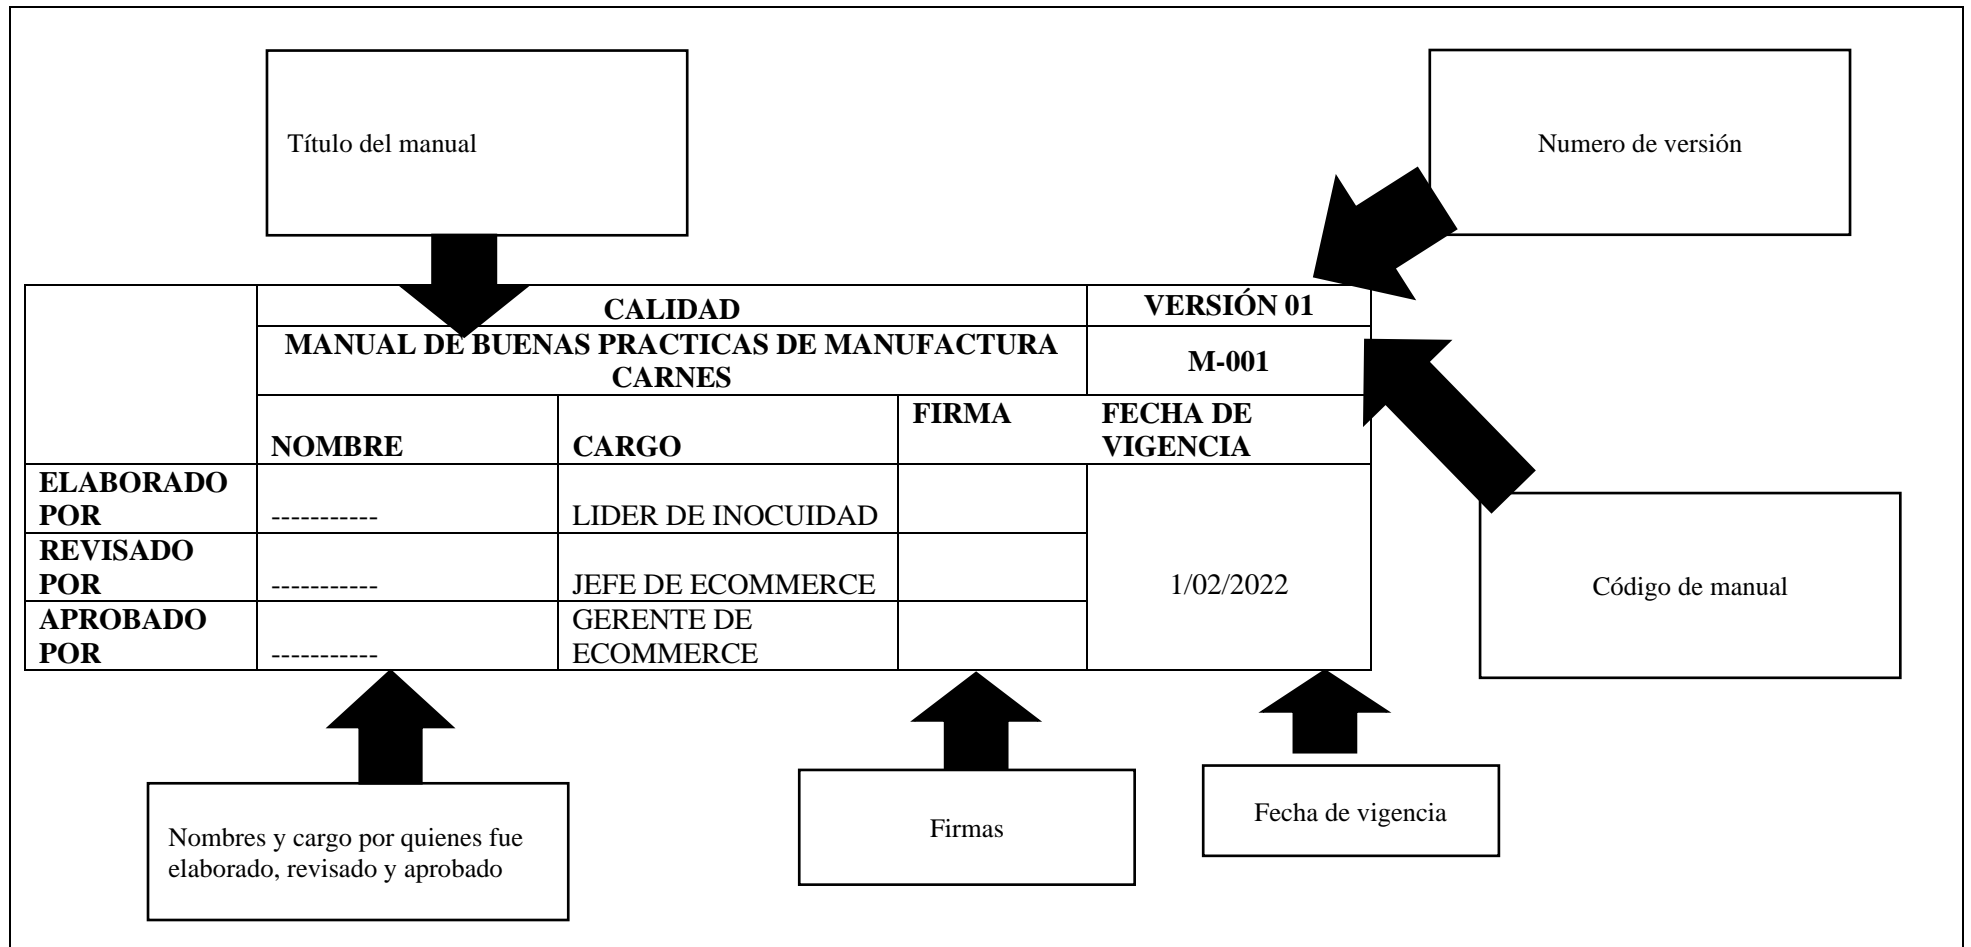 Título del manual
Numero de versión
CALIDAD
VERSIÓN 01
MANUAL DE BUENAS PRACTICAS DE MANUFACTURA
CARNES
M-001
NOMBRE
CARGO
FIRMA
FECHA DE
VIGENCIA
ELABORADO
POR
-----------
LIDER DE INOCUIDAD
REVISADO
POR
-----------
JEFE DE ECOMMERCE
1/02/2022
APROBADO
POR
-----------
GERENTE DE
ECOMMERCE
Código de manual
Nombres y cargo por quienes fue
elaborado, revisado y aprobado
Firmas
Fecha de vigencia